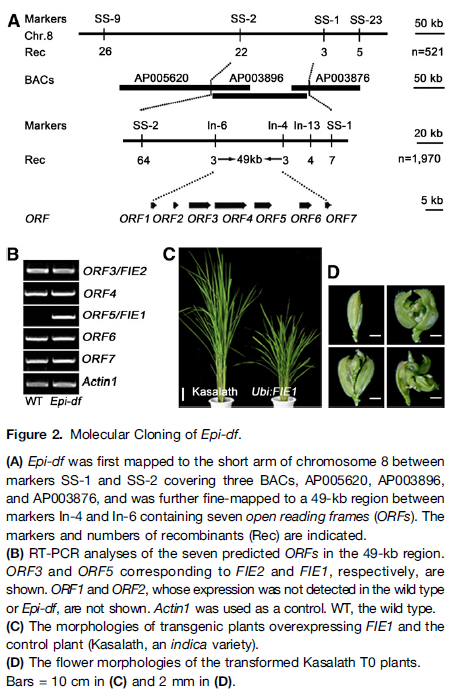 A
Markers SS-9 SS-2 SS-1 SS-23 50 kb
Chr.8
Rec 26 22 3 5 n=521
BACs AP005620 AP003896 AP003876 50 kb
Markers SS-2 In-6 In-4 In-13 SS-1 20 kb
Rec 64 3 49kb 3 4 7 n=1,970
5 kb
ORF ORF1 ORF2 ORF3 ORF4 ORF5 ORF6 ORF7
B
ORF3/FIE2
ORF4
ORF5/FIE1
ORF6
ORF7
Actin1
WT Epi-df
C
Kasalath Ubi:FIE1
D
Figure 2. Molecular Cloning of Epi-df.
(A) Epi-df was first mapped to the short arm of chromosome 8 between
markers SS-1 and SS-2 covering three BACs, AP005620, AP003896,
and AP003876, and was further fine-mapped to a 49-kb region between
markers In-4 and In-6 containing seven open reading frames (ORFs). The
markers and numbers of recombinants (Rec) are indicated.
(B) RT-PCR analyses of the seven predicted ORFs in the 49-kb region.
ORF3 and ORF5 corresponding to FIE2 and FIE1, respectively, are
shown. ORF1 and ORF2, whose expression was not detected in the wild type
or Epi-df, are not shown. Actin1 was used as a control. WT, the wild type.
(C) The morphologies of transgenic plants overexpressing FIE1 and the
control plant (Kasalath, an indica variety).
(D) The flower morphologies of the transformed Kasalath T0 plants.
Bars = 10 cm in (C) and 2 mm in (D).